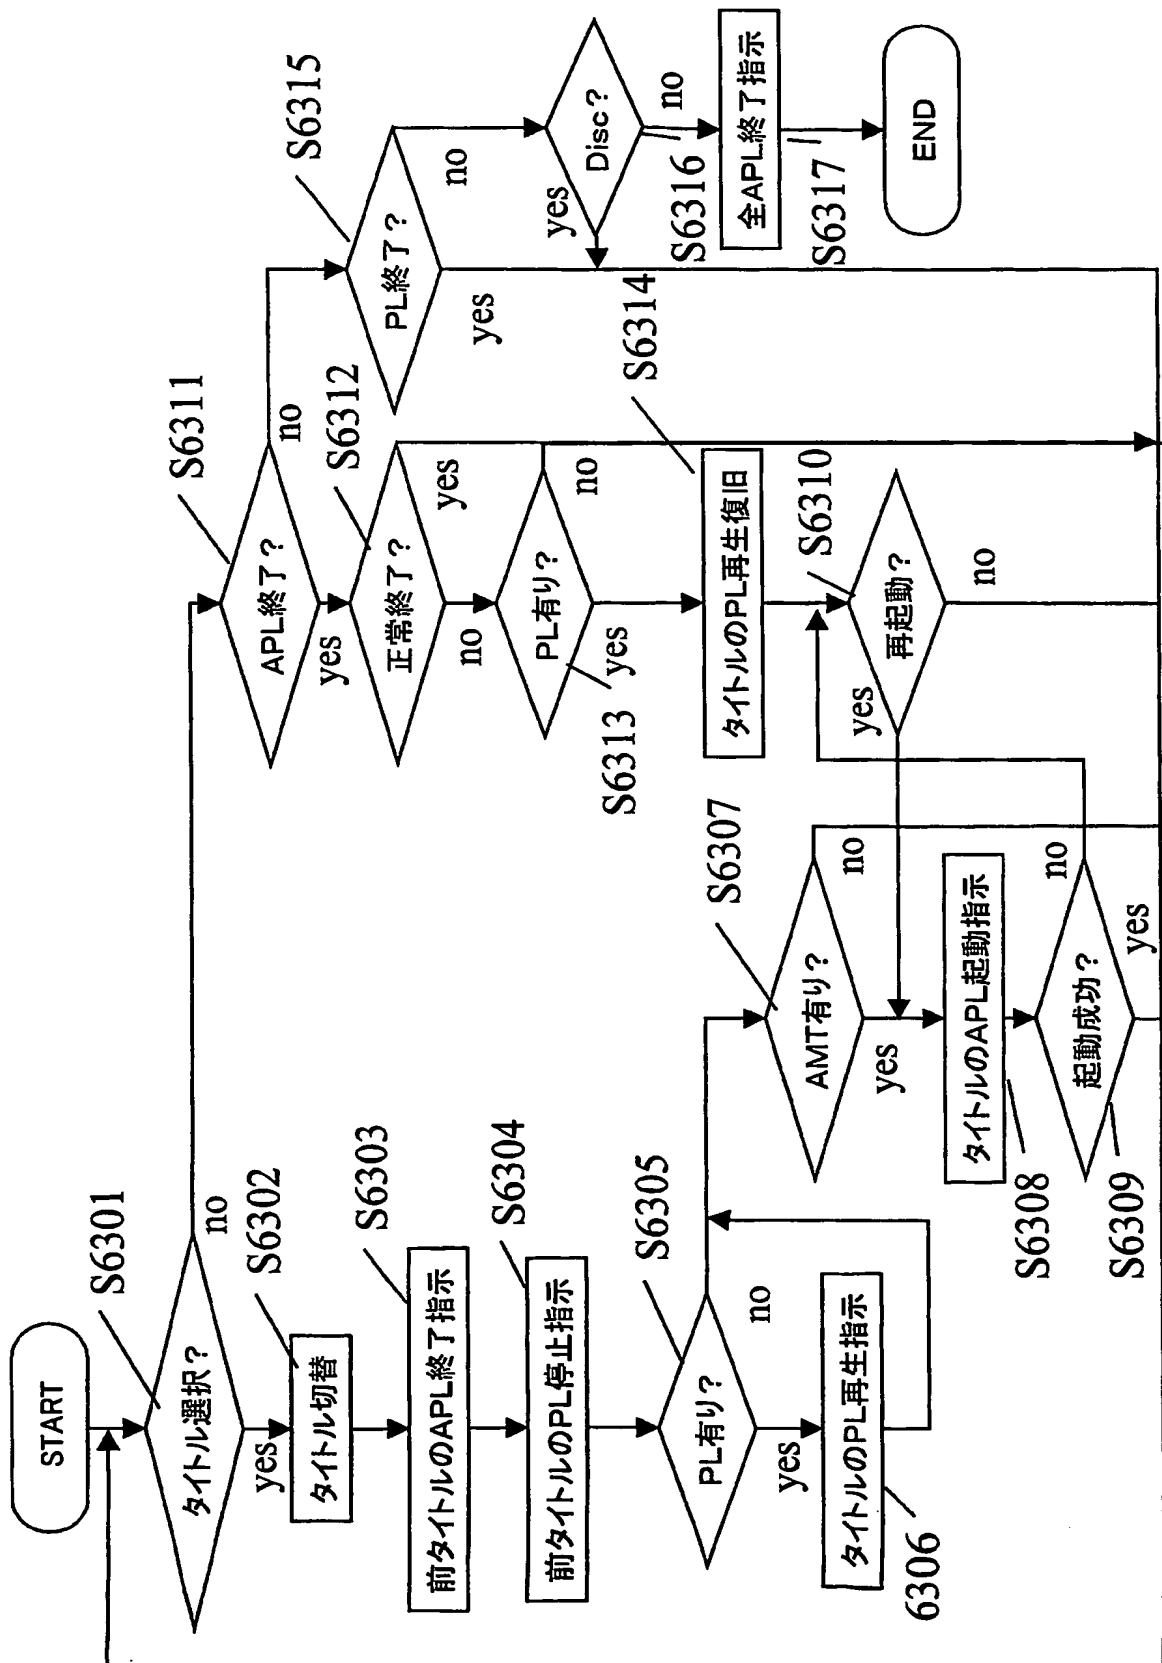 START
タイトル選択?
S6301
yes
no
タイトル切替
S6302
前タイトルのAPL終了指示
S6303
前タイトルのPL停止指示
S6304
PL有り?
S6305
yes
no
タイトルのPL再生指示
6306
AMT有り?
S6307
yes
no
タイトルのAPL起動指示
S6308
起動成功?
S6309
yes
no
APL終了?
S6311
yes
no
正常終了?
S6312
yes
no
PL有り?
S6313
yes
no
タイトルのPL再生復旧
S6314
再起動?
S6310
yes
no
PL終了?
S6315
yes
no
Disc?
S6316
yes
no
全APL終了指示
S6317
END